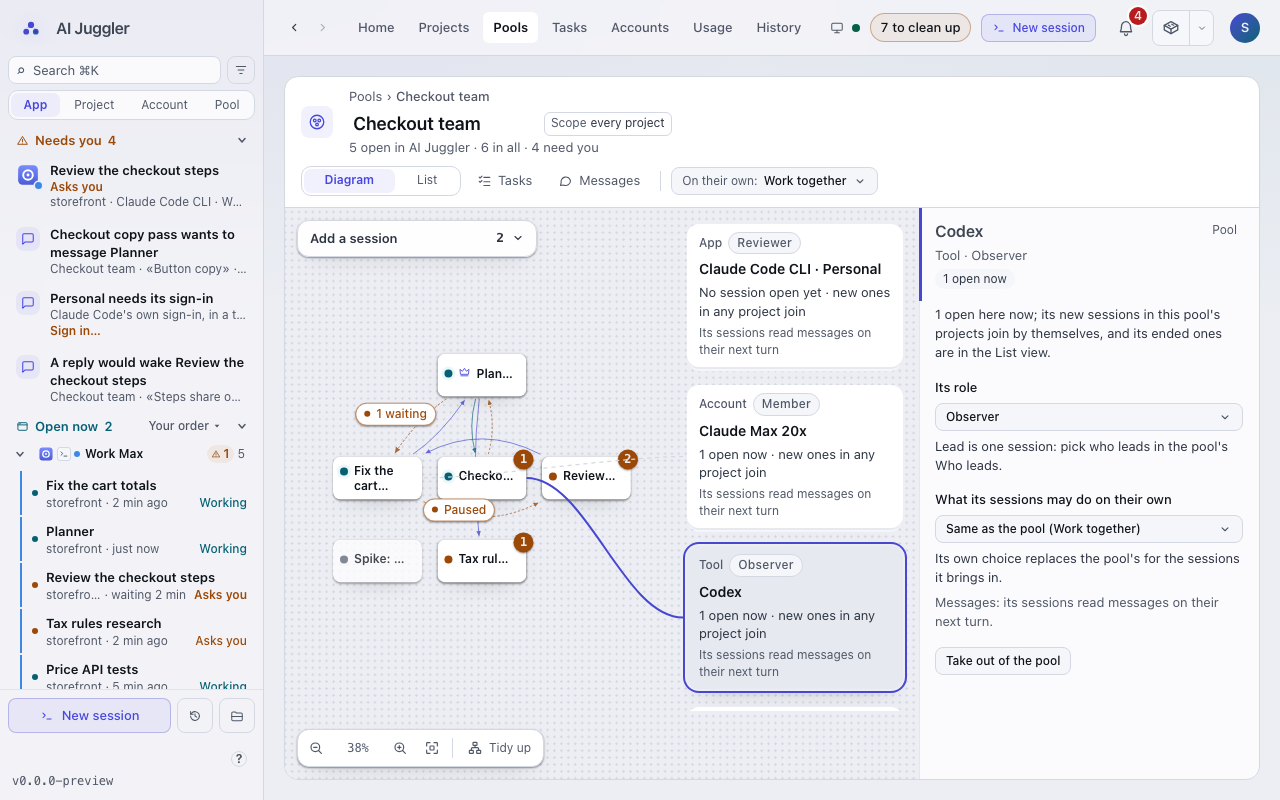 AI Juggler
Search ⌘K
App
Project
Account
Pool
Needs you 4
Review the checkout steps
Asks you
storefront · Claude Code CLI · W…
Checkout copy pass wants to
message Planner
Checkout team · «Button copy» ·…
Personal needs its sign-in
Claude Code's own sign-in, in a t…
Sign in…
A reply would wake Review the
checkout steps
Checkout team · «Steps share o…
Open now 2
Your order
Work Max
1
5
Fix the cart totals
storefront · 2 min ago
Working
Planner
storefront · just now
Working
Review the checkout steps
storefro… · waiting 2 min
Asks you
Tax rules research
storefront · 2 min ago
Asks you
Price API tests
storefront · 5 min ago
Working
New session
?
v0.0.0-preview
Home
Projects
Pools
Tasks
Accounts
Usage
History
7 to clean up
New session
4
S
Pools › Checkout team
Checkout team
Scope every project
5 open in AI Juggler · 6 in all · 4 need you
Diagram
List
Tasks
Messages
On their own: Work together
Add a session
2
Plan…
1 waiting
Fix the
cart…
Checko…
1
Review…
2
Paused
Spike: …
Tax rul…
1
App
Reviewer
Claude Code CLI · Personal
No session open yet · new ones
in any project join
Its sessions read messages on
their next turn
Account
Member
Claude Max 20x
1 open now · new ones in any
project join
Its sessions read messages on
their next turn
Tool
Observer
Codex
1 open now · new ones in any
project join
Its sessions read messages on
their next turn
38%
Tidy up
Codex
Pool
Tool · Observer
1 open now
1 open here now; its new sessions in this pool's
projects join by themselves, and its ended ones
are in the List view.
Its role
Observer
Lead is one session: pick who leads in the pool's
Who leads.
What its sessions may do on their own
Same as the pool (Work together)
Its own choice replaces the pool's for the sessions
it brings in.
Messages: its sessions read messages on their
next turn.
Take out of the pool